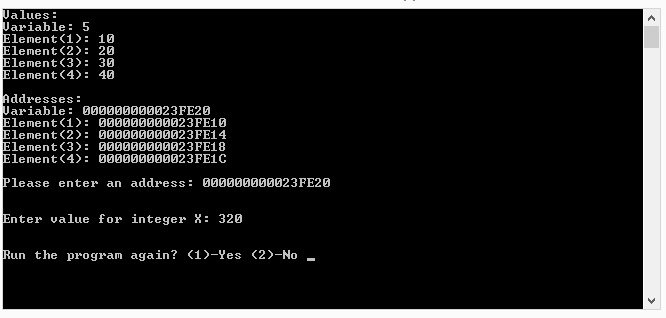 Values:
Variable: 5
Element(1): 10
Element(2): 20
Element(3): 30
Element(4): 40
Addresses:
Variable: 000000000023FE20
Element(1): 000000000023FE10
Element(2): 000000000023FE14
Element(3): 000000000023FE18
Element(4): 000000000023FE1C
Please enter an address: 000000000023FE20
Enter value for integer X: 320
Run the program again? (1)-Yes (2)-No _